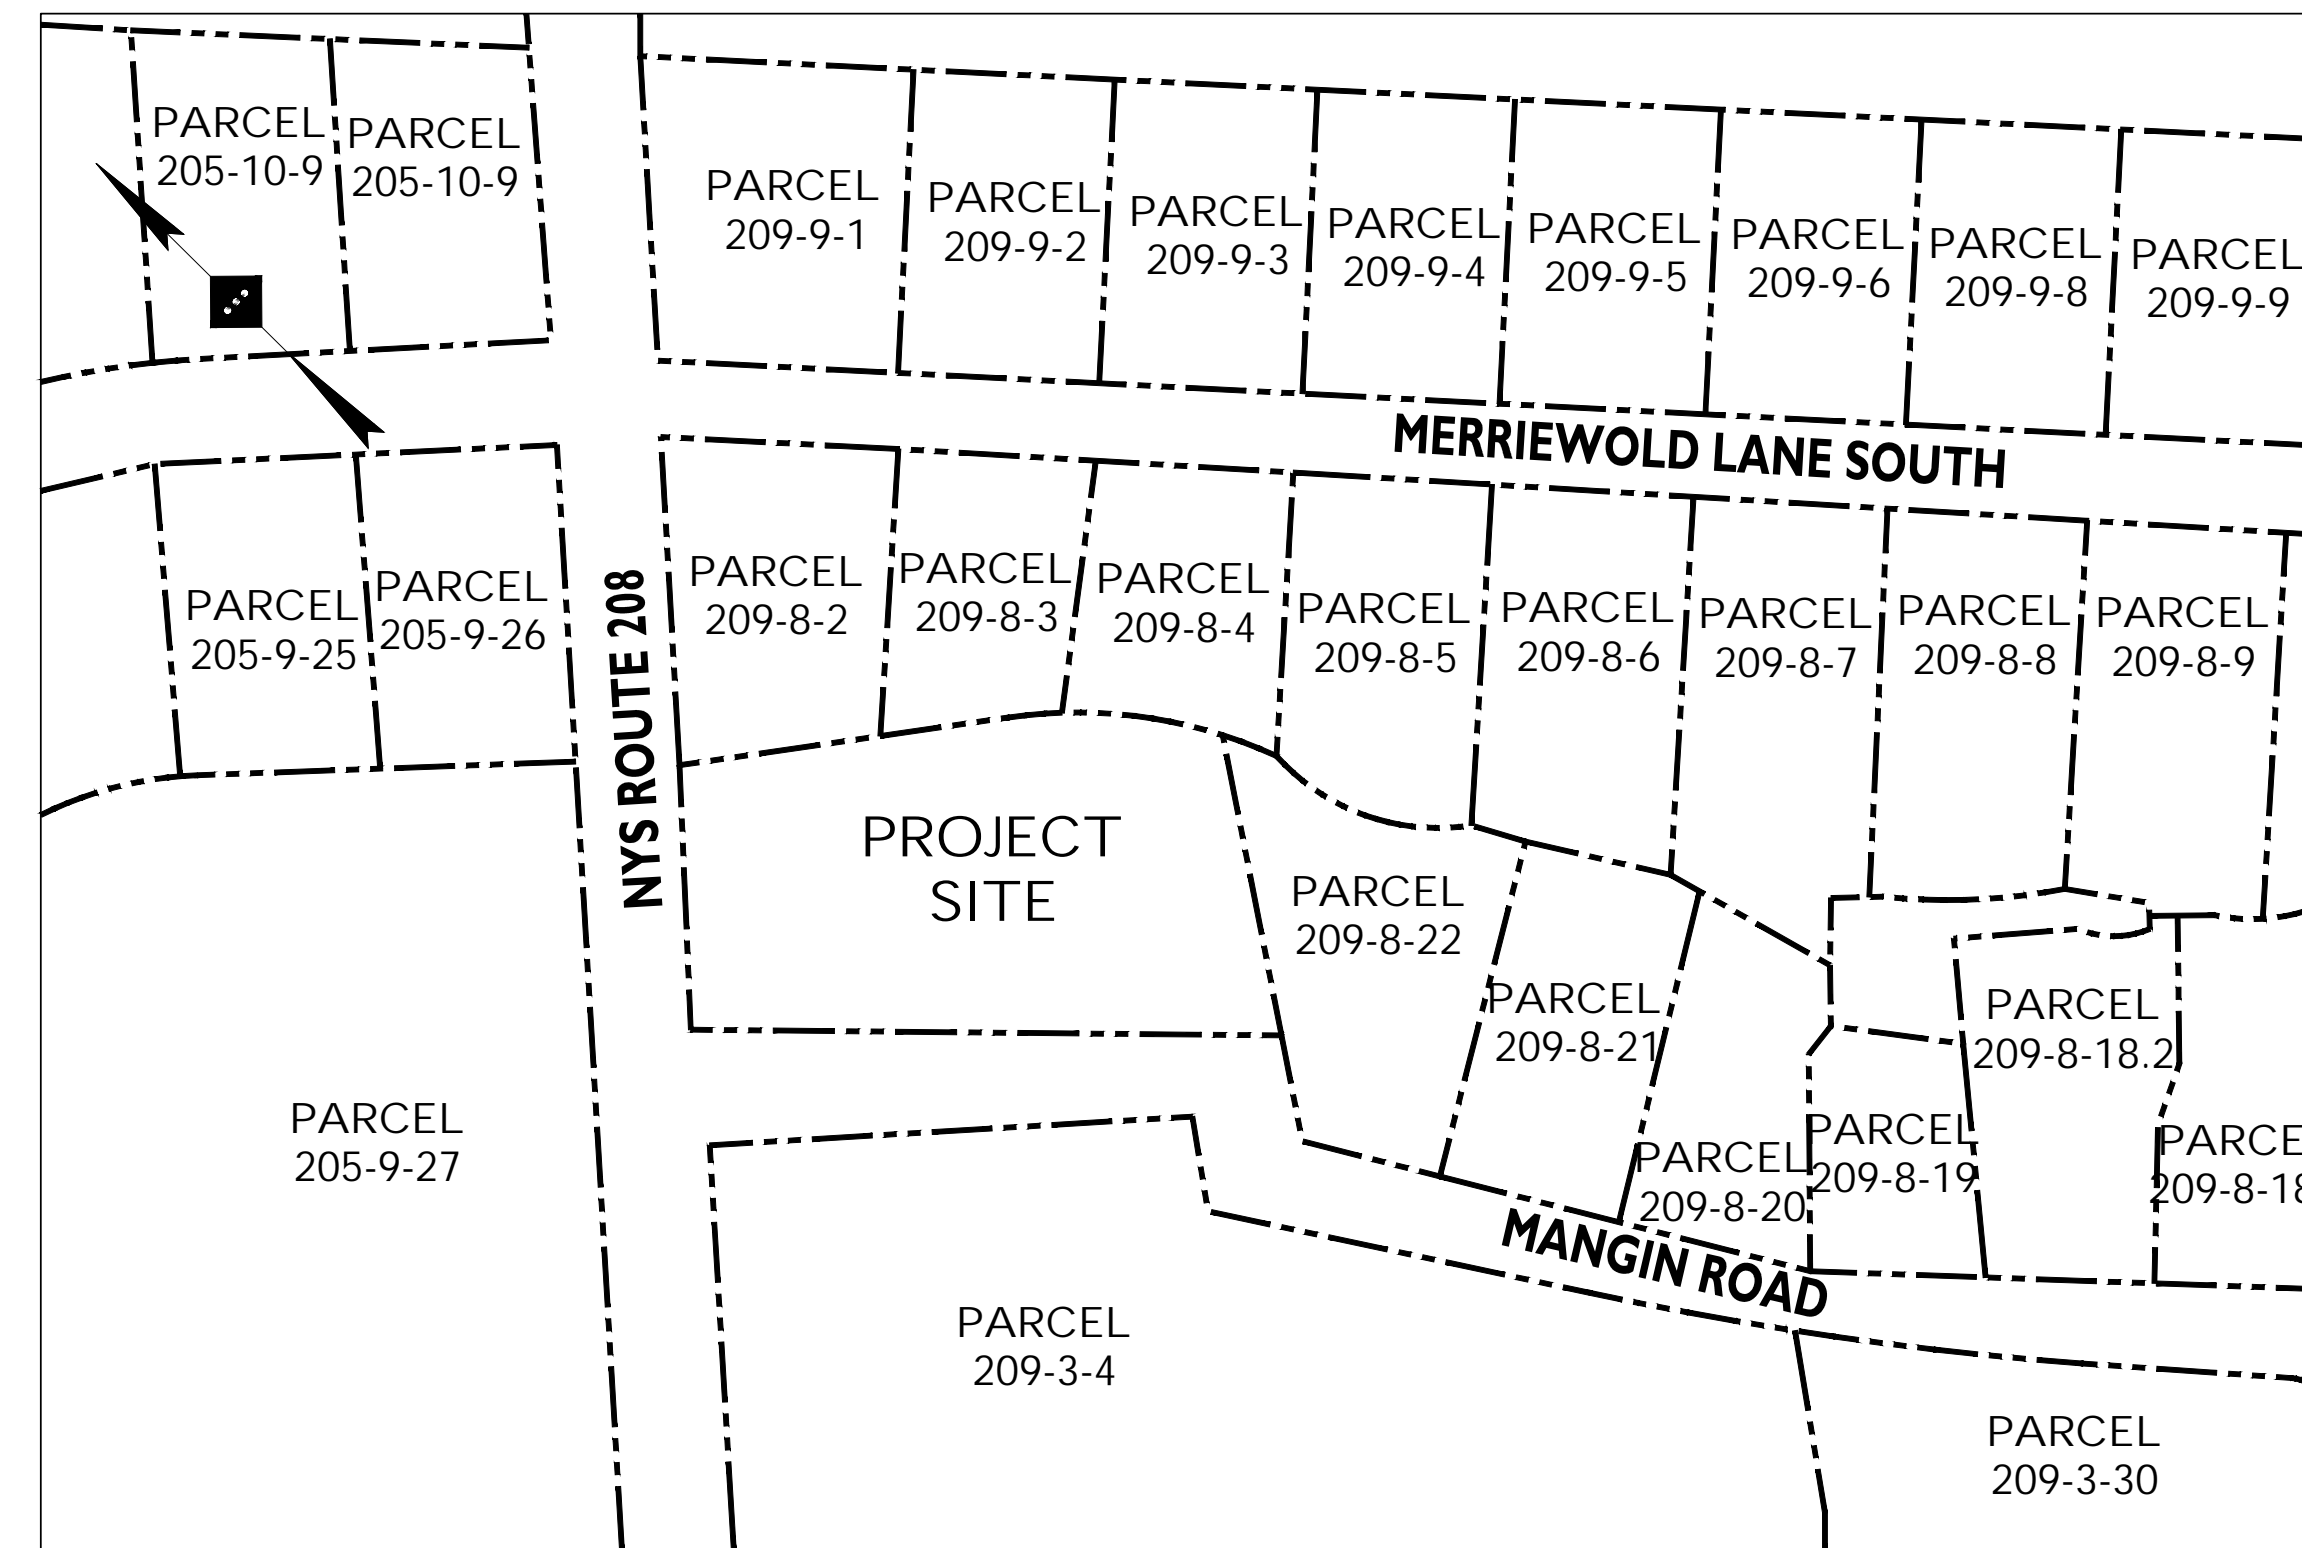 PARCEL
205-10-9
PARCEL
205-10-9
PARCEL
209-9-1
PARCEL
209-9-2
PARCEL
209-9-3
PARCEL
209-9-4
PARCEL
209-9-5
PARCEL
209-9-6
PARCEL
209-9-8
PARCEL
209-9-9
MERRIEWOLD LANE SOUTH
PARCEL
205-9-25
PARCEL
205-9-26
NYS ROUTE 208
PARCEL
209-8-2
PARCEL
209-8-3
PARCEL
209-8-4
PARCEL
209-8-5
PARCEL
209-8-6
PARCEL
209-8-7
PARCEL
209-8-8
PARCEL
209-8-9
PROJECT
SITE
PARCEL
209-8-22
PARCEL
209-8-21
PARCEL
209-8-18.2
PARCEL
205-9-27
PARCEL
209-8-20
PARCEL
209-8-19
PARCE
209-8-18
MANGIN ROAD
PARCEL
209-3-4
PARCEL
209-3-30